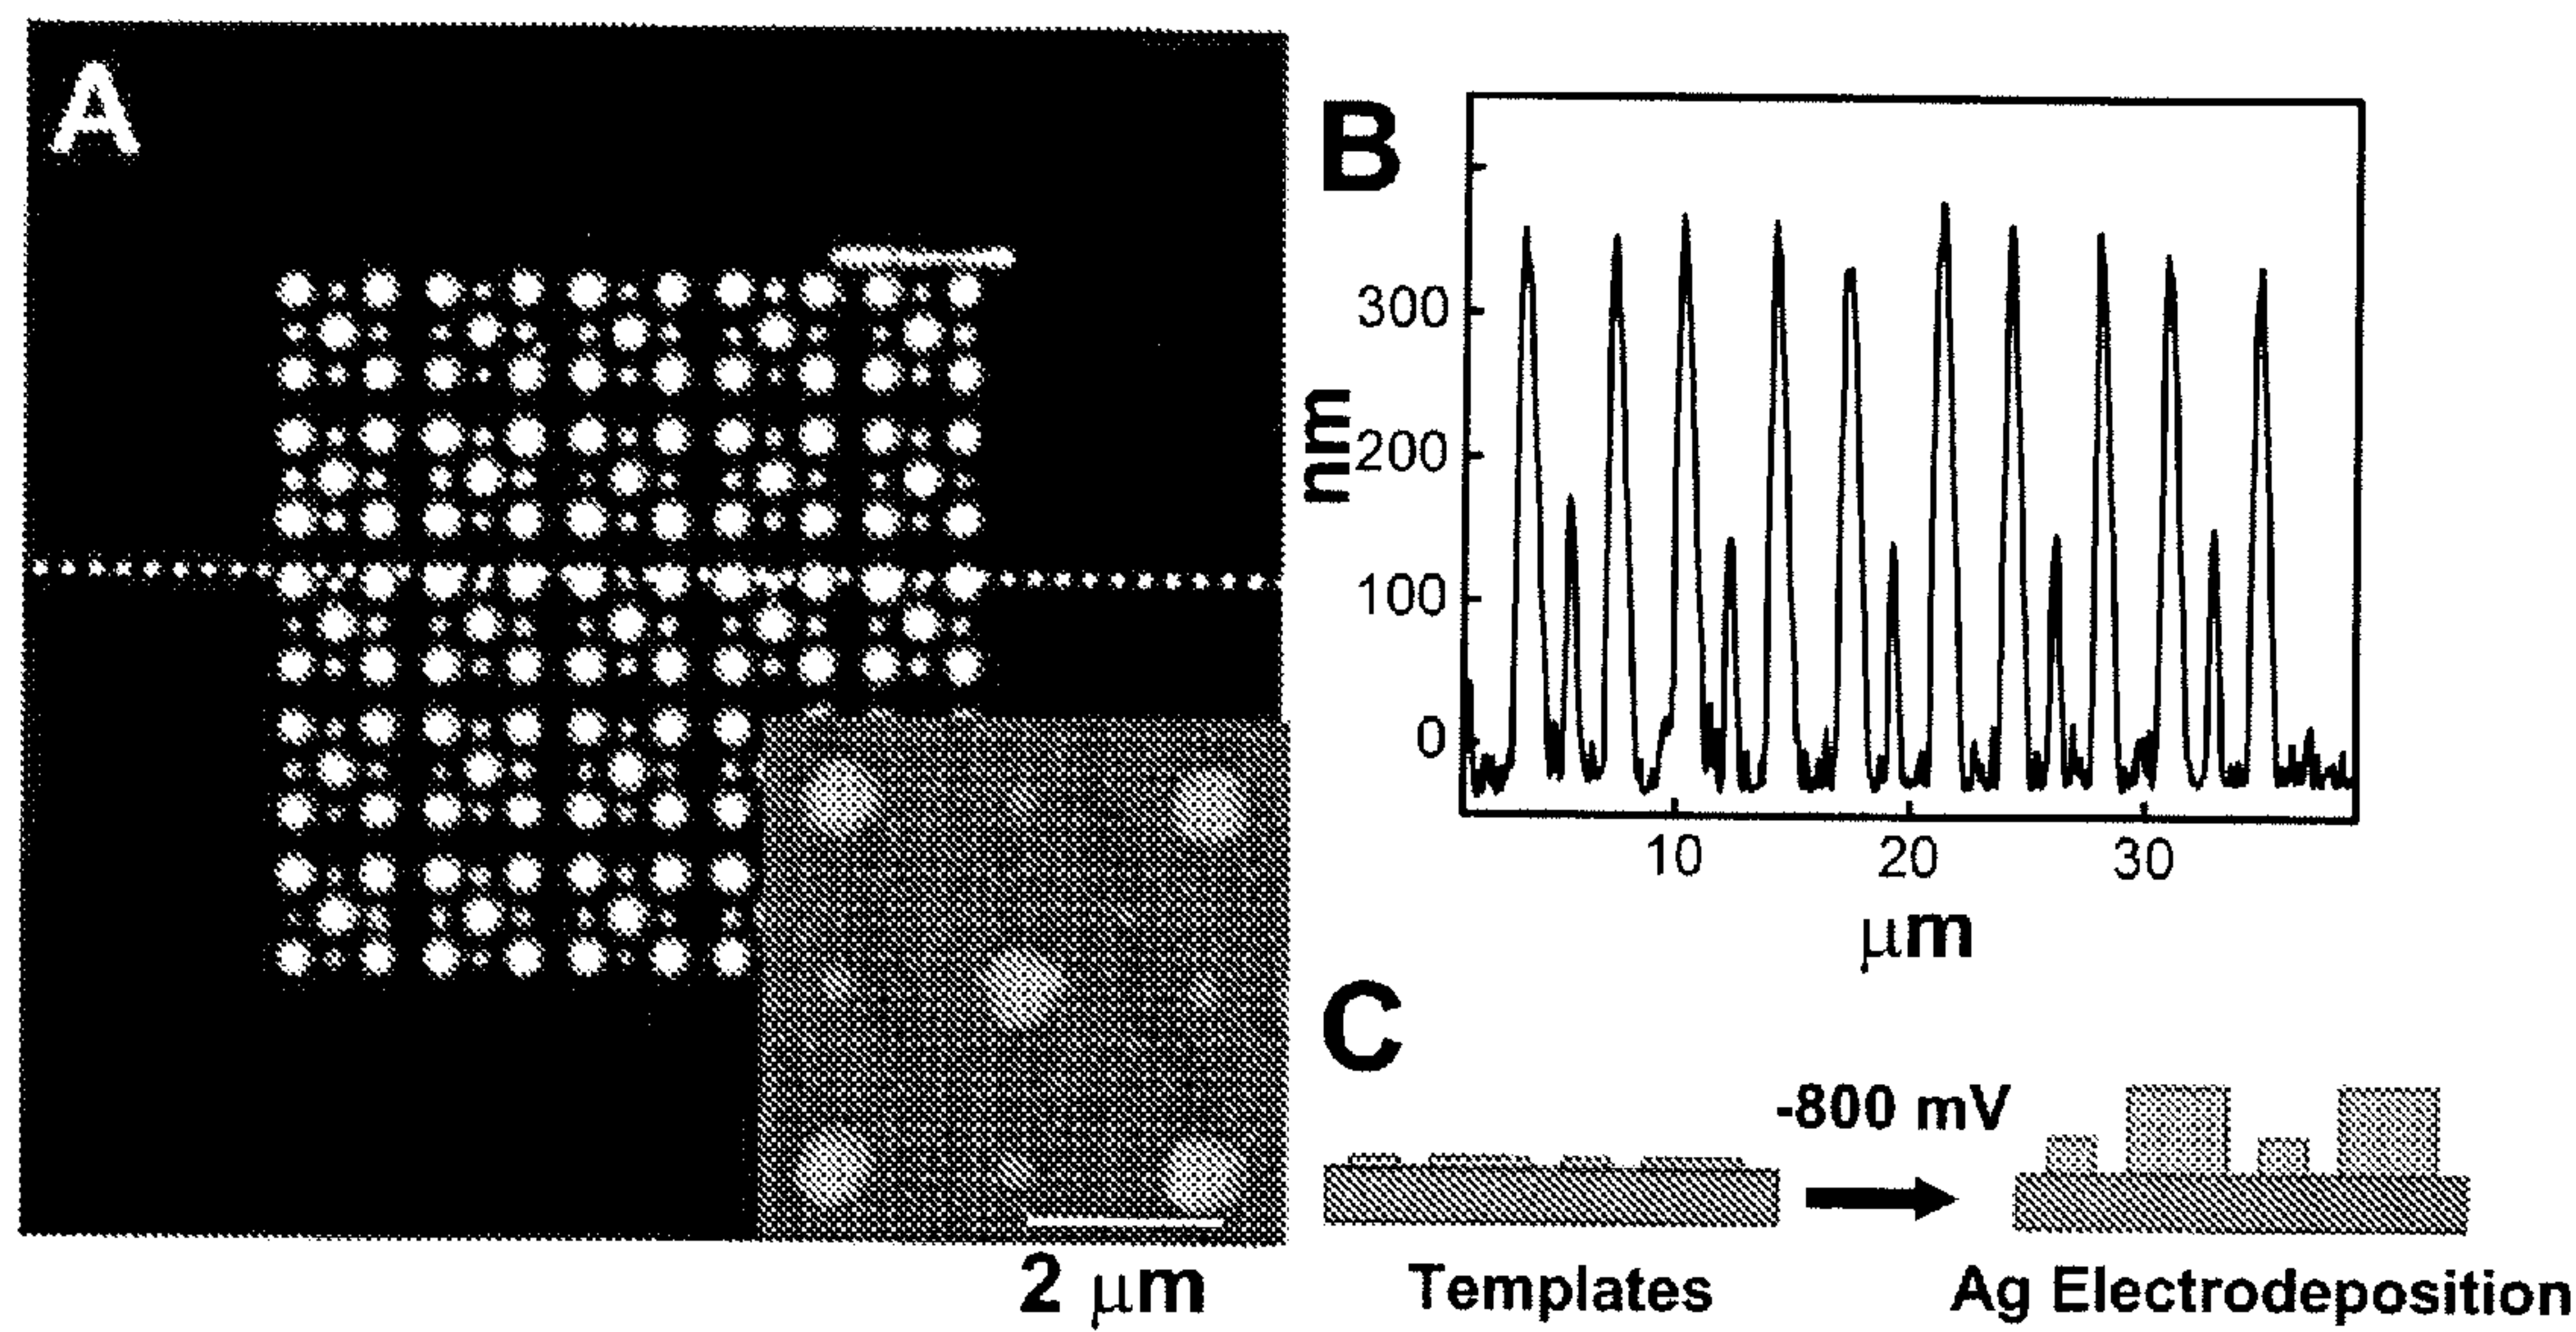 A
2 μm
B
nm
300
200
100
0
10
20
30
μm
C
-800 mV
Templates
Ag Electrodeposition